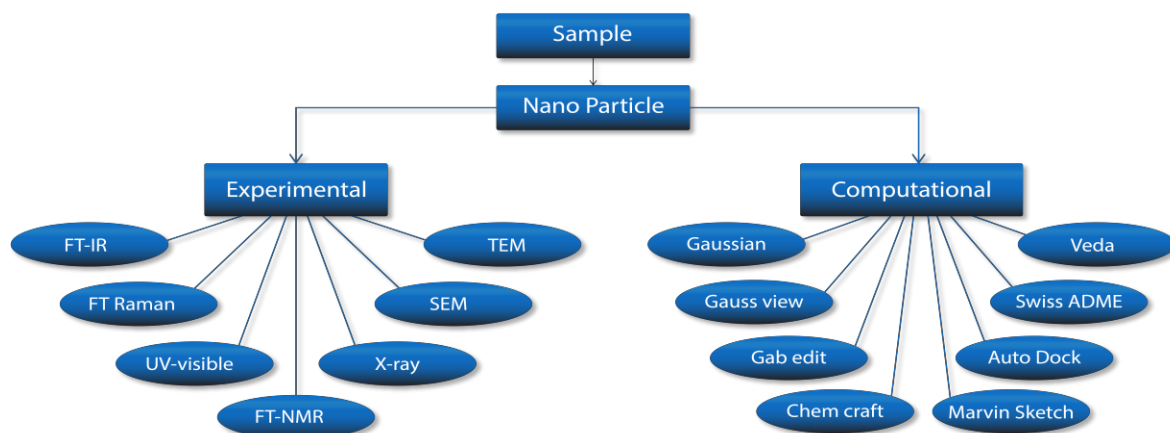 Sample
Nano Particle
Experimental
Computational
FT-IR
TEM
Gaussian
Veda
FT Raman
SEM
Gauss view
Swiss ADME
UV-visible
X-ray
Gab edit
Auto Dock
FT-NMR
Chem craft
Marvin Sketch